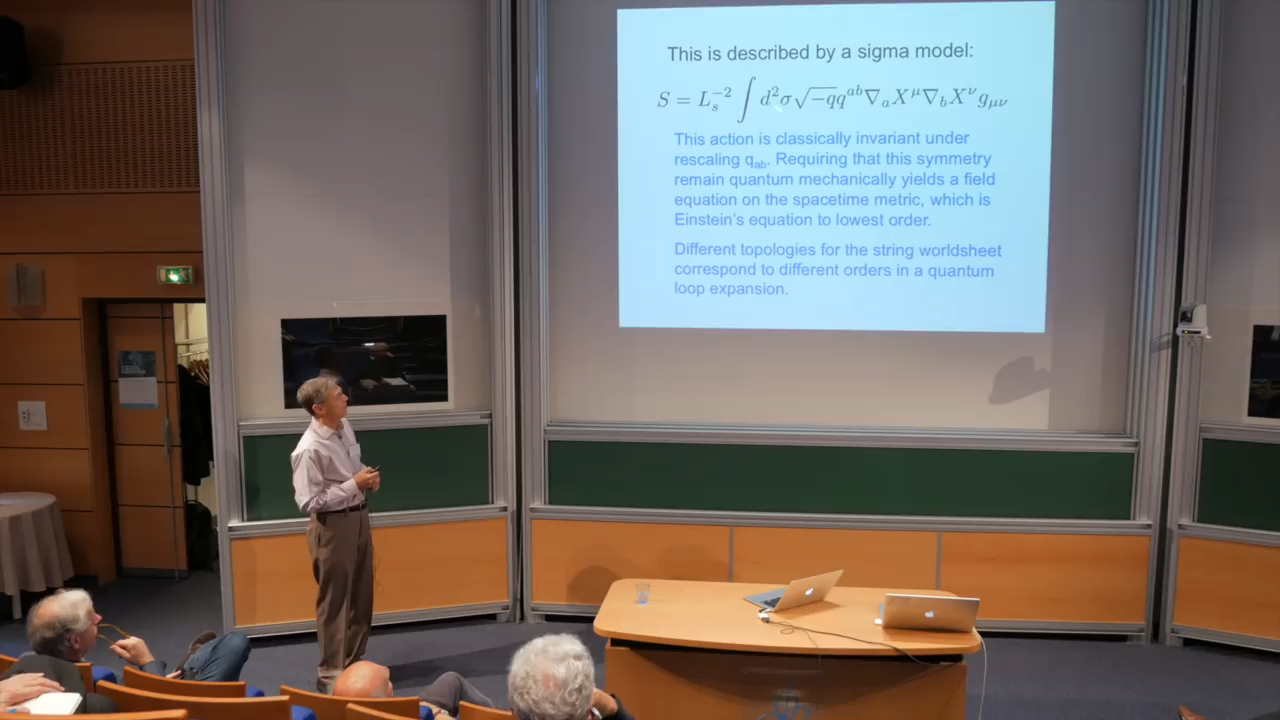 This is described by a sigma model:
S = L_s^{-2} ∫ d²σ √-q q^{ab} ∇_a X^μ ∇_b X^ν g_{μν}
This action is classically invariant under
rescaling q_{ab}. Requiring that this symmetry
remain quantum mechanically yields a field
equation on the spacetime metric, which is
Einstein's equation to lowest order.
Different topologies for the string worldsheet
correspond to different orders in a quantum
loop expansion.